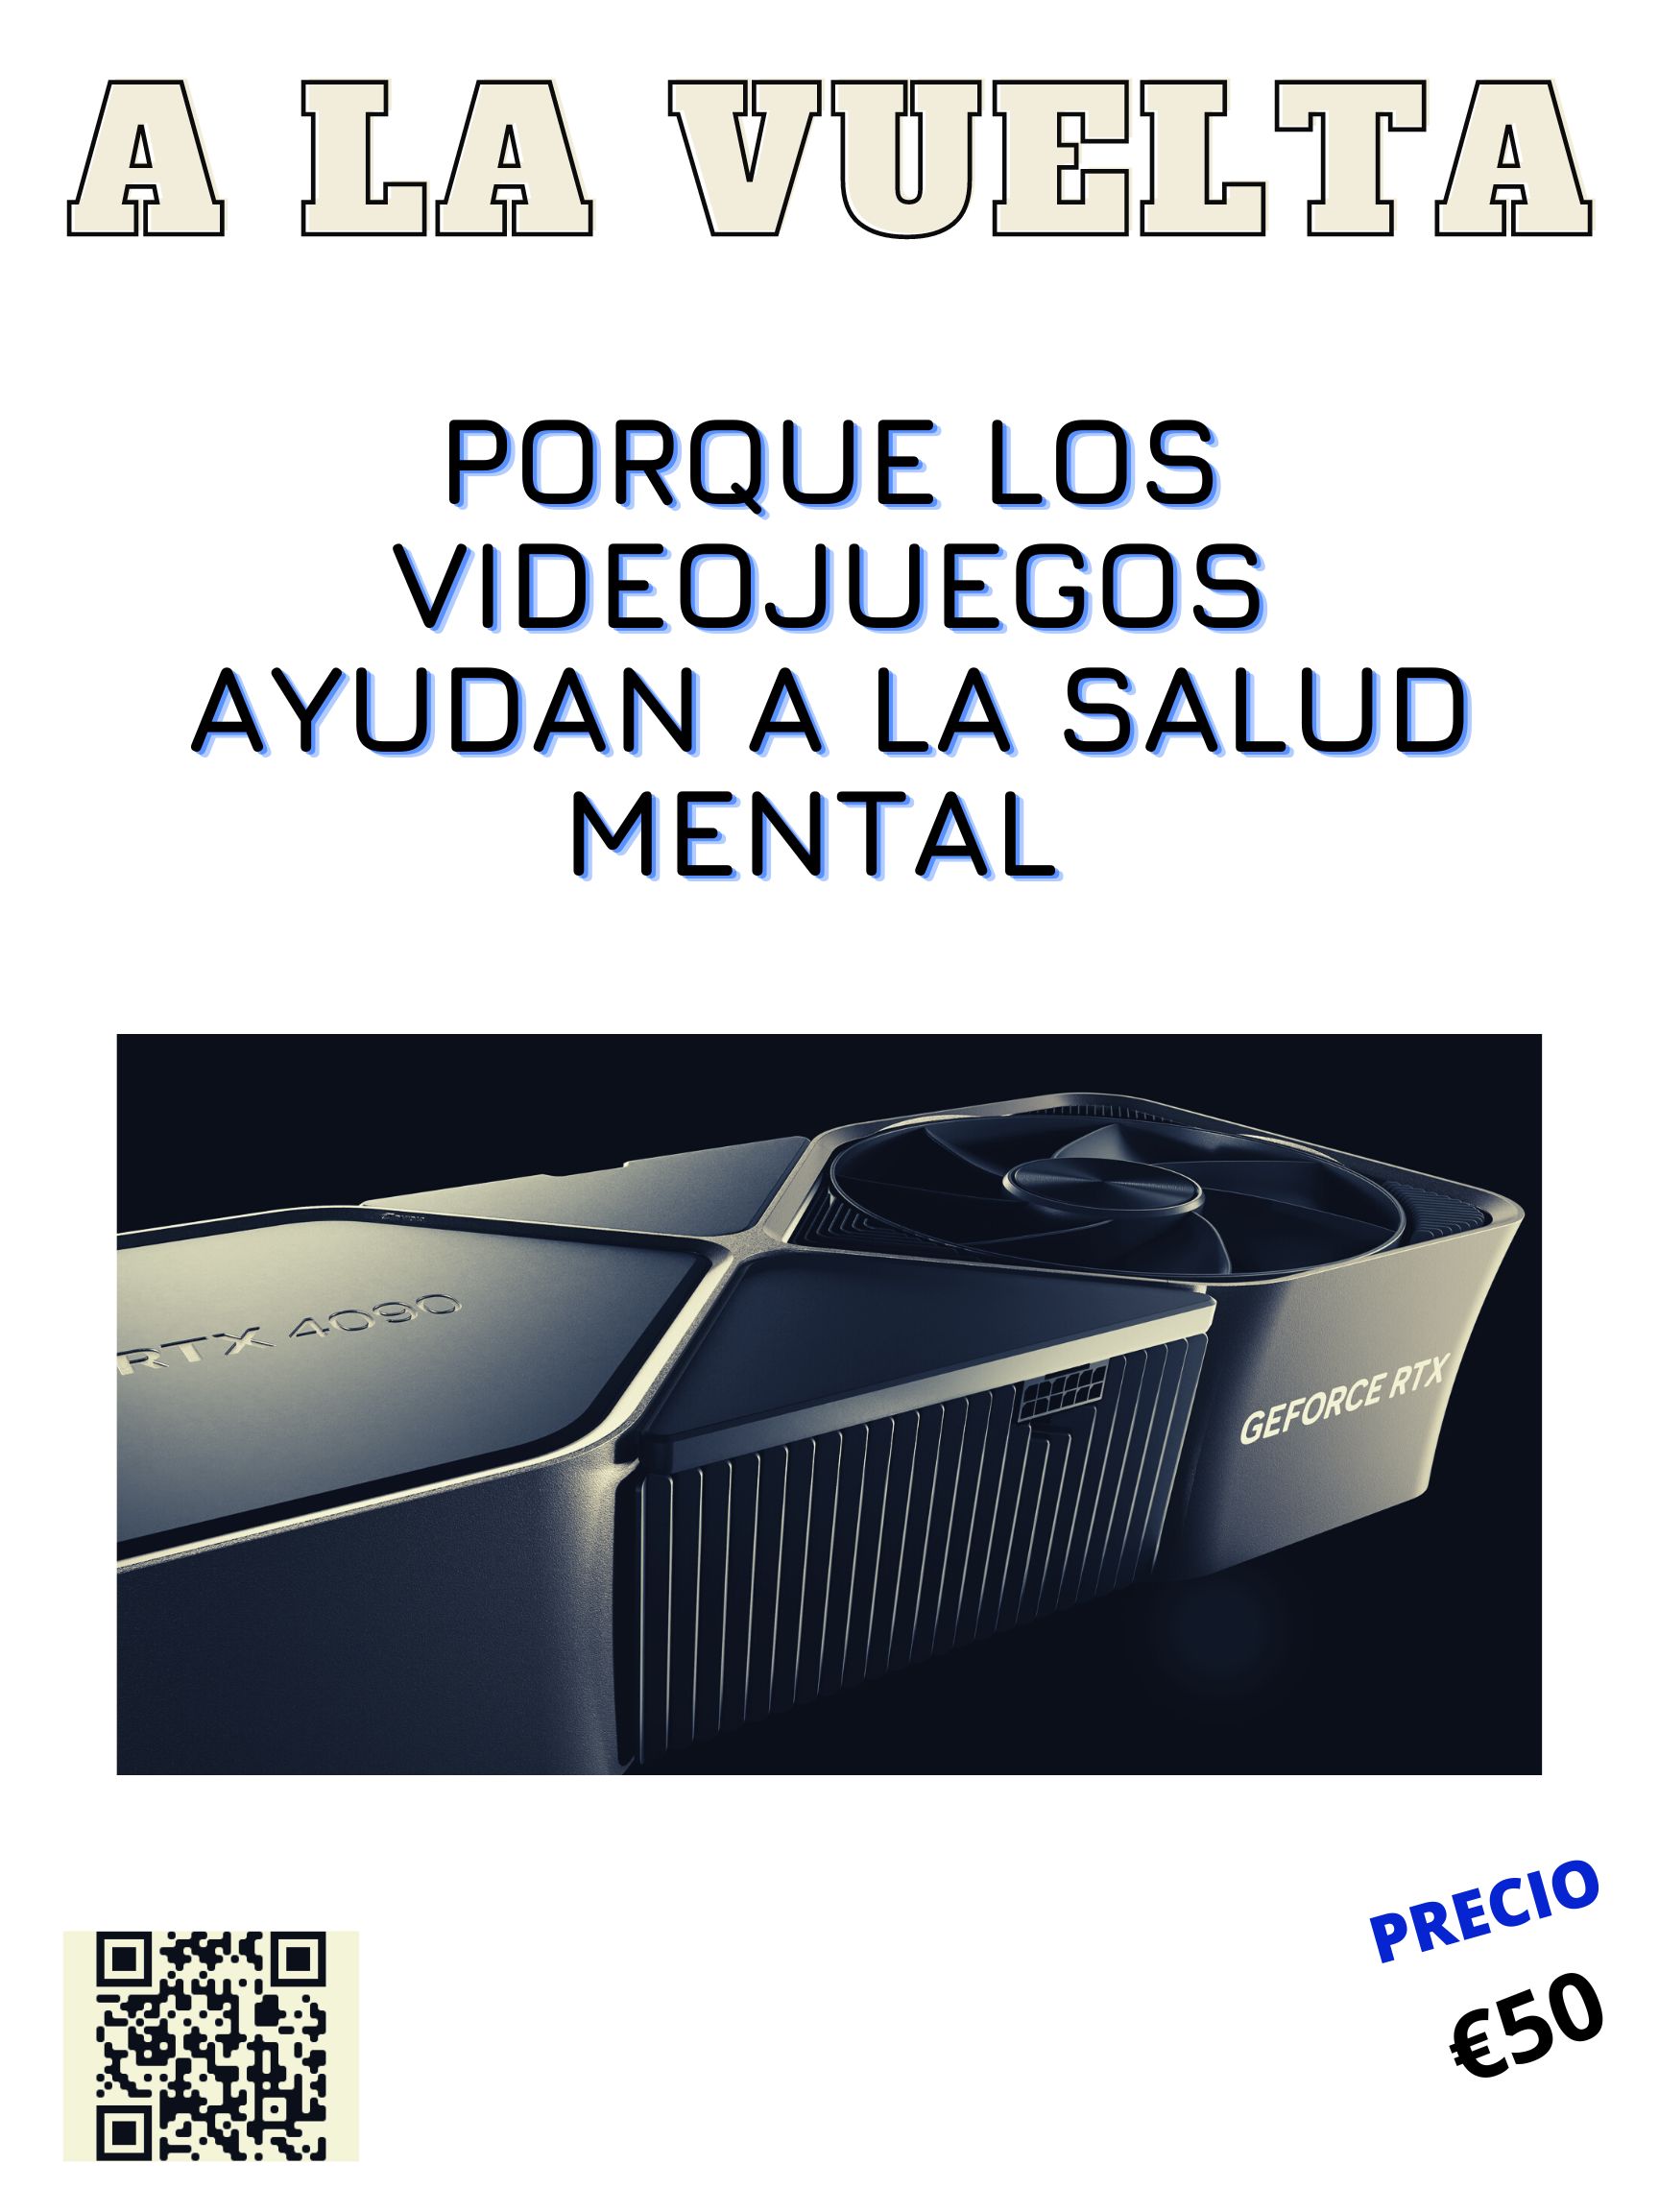 A LA VUELTA
PORQUE LOS
VIDEOJUEGOS
AYUDAN A LA SALUD
MENTAL
RTX 4090
GEFORCE RTX
PRECIO
€50